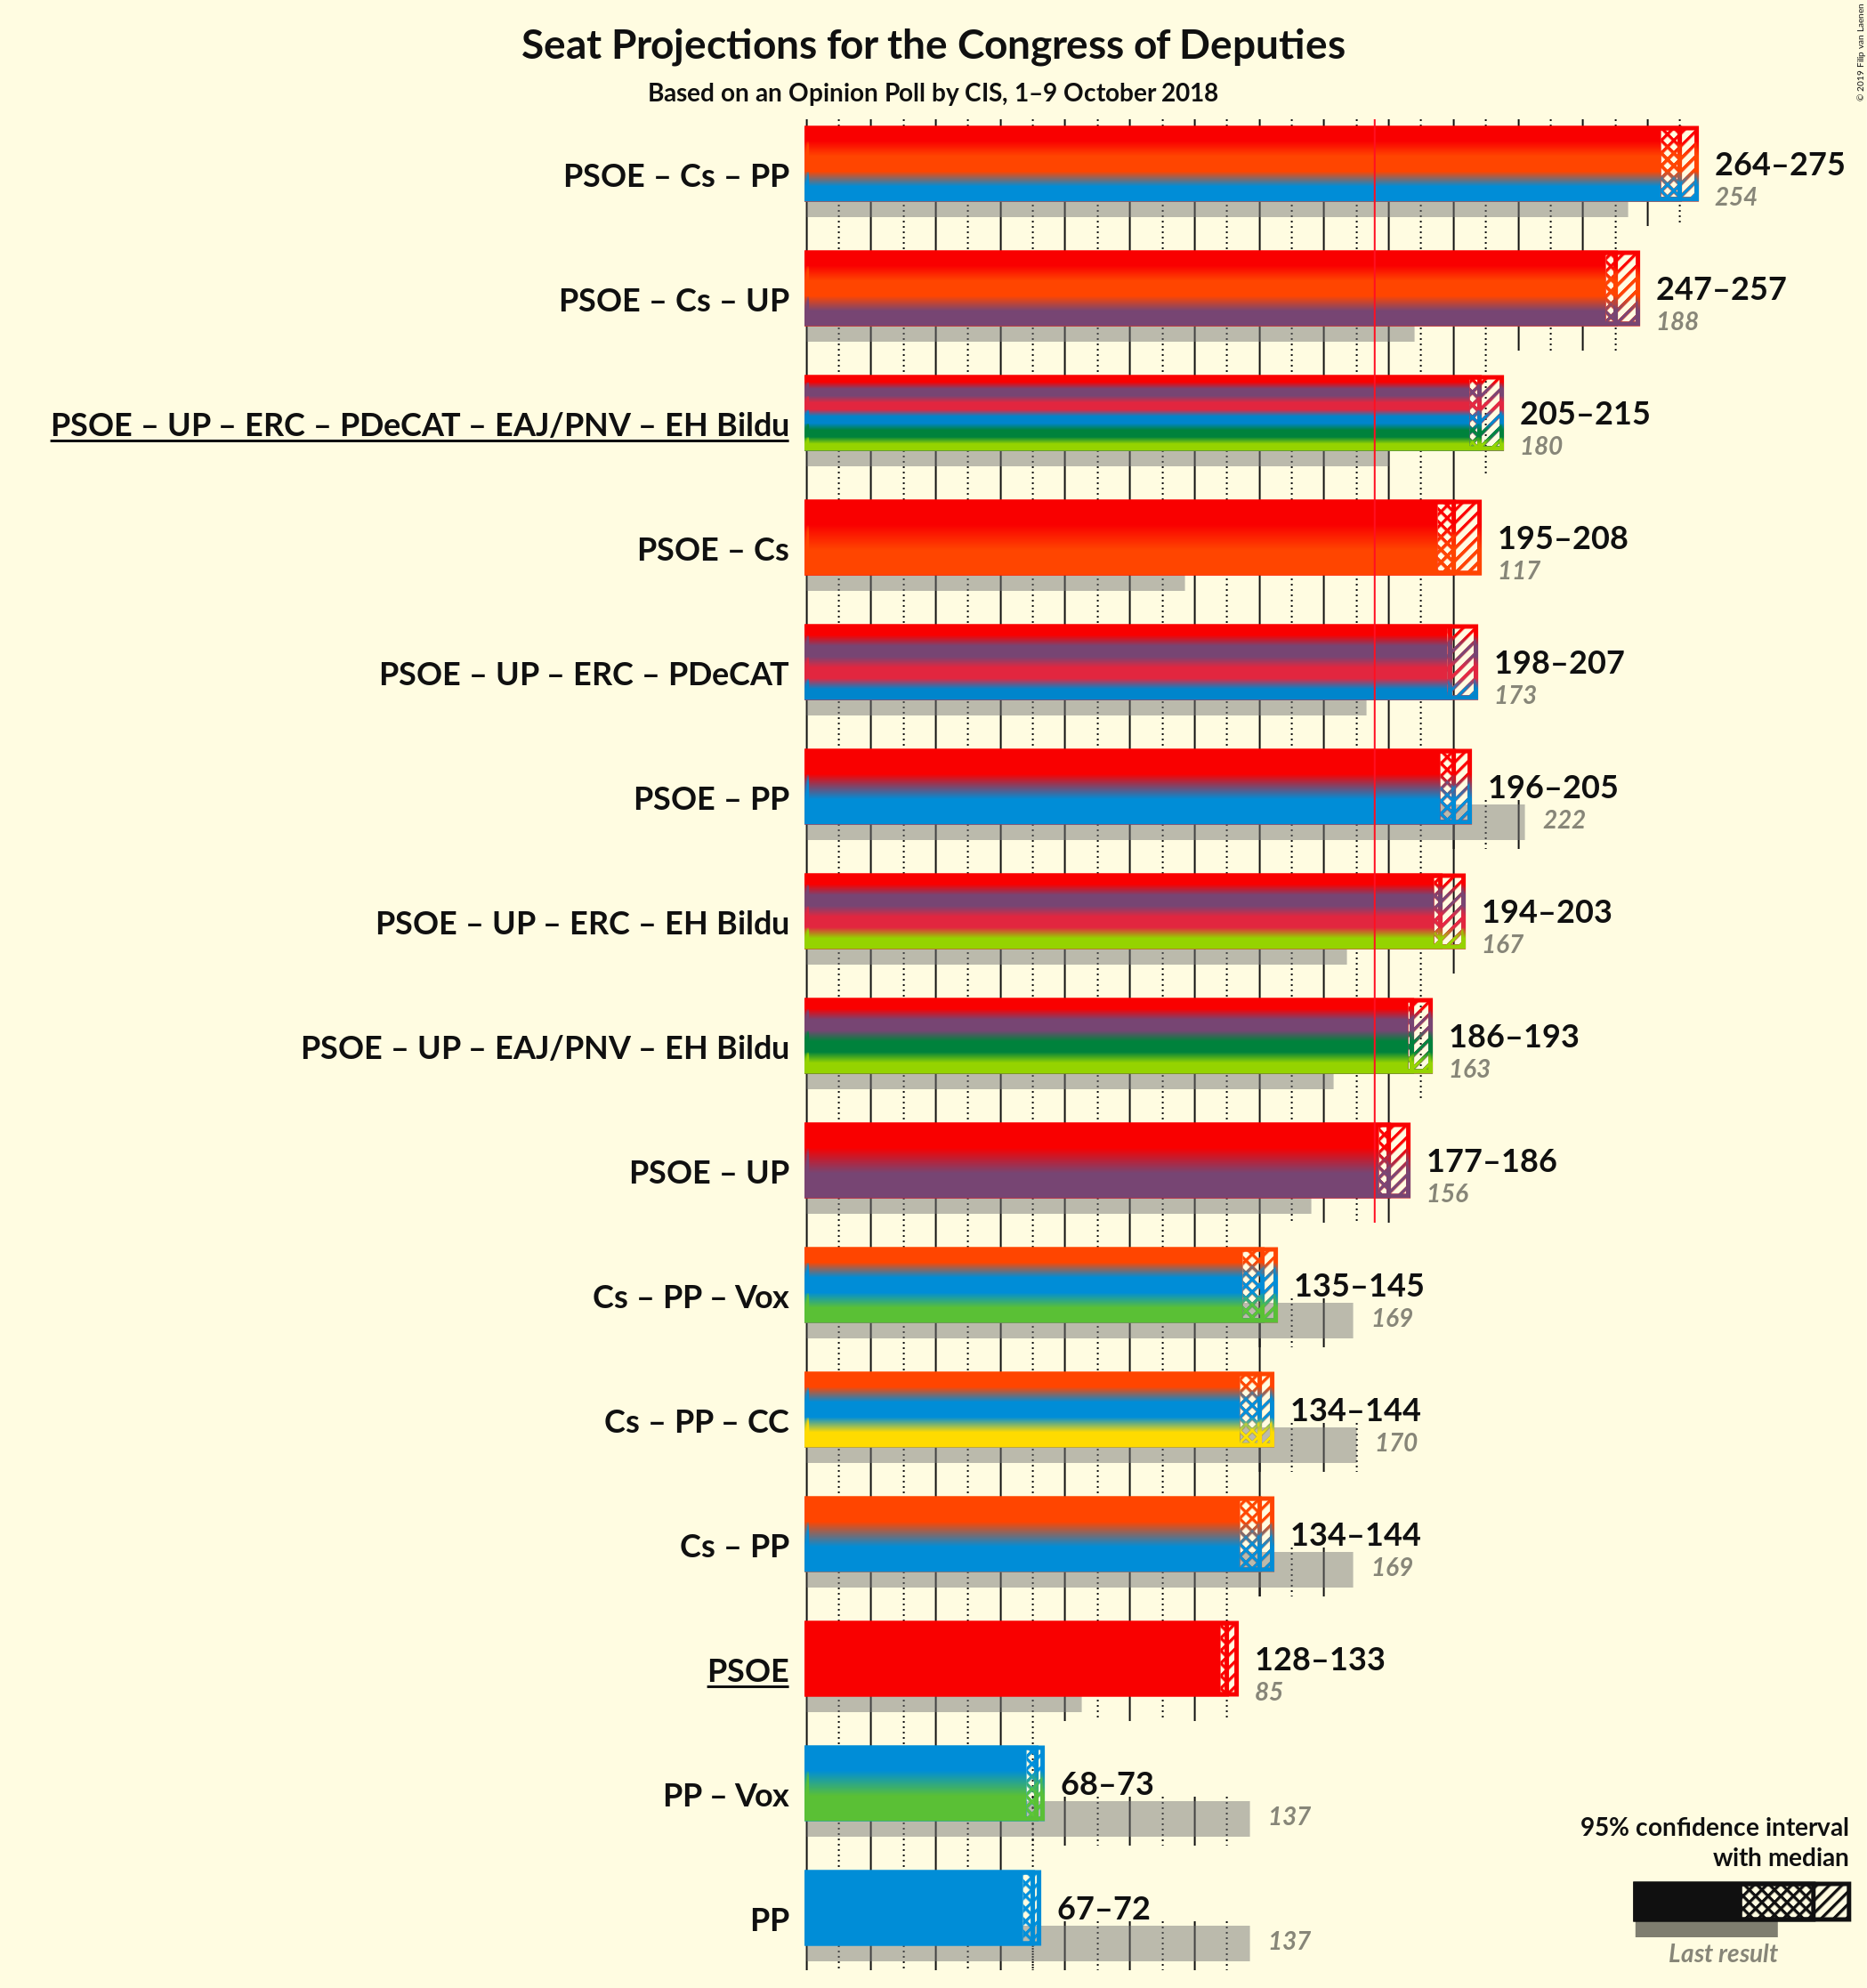 © 2019 Filip van Laenen
Seat Projections for the Congress of Deputies
Based on an Opinion Poll by CIS, 1–9 October 2018
PSOE – Cs – PP
264–275
254
PSOE – Cs – UP
247–257
188
PSOE – UP – ERC – PDeCAT – EAJ/PNV – EH Bildu
205–215
180
PSOE – Cs
195–208
117
PSOE – UP – ERC – PDeCAT
198–207
173
PSOE – PP
196–205
222
PSOE – UP – ERC – EH Bildu
194–203
167
PSOE – UP – EAJ/PNV – EH Bildu
186–193
163
PSOE – UP
177–186
156
Cs – PP – Vox
135–145
169
Cs – PP – CC
134–144
170
Cs – PP
134–144
169
PSOE
128–133
85
PP – Vox
68–73
137
PP
67–72
137
95% confidence interval
with median
Last result